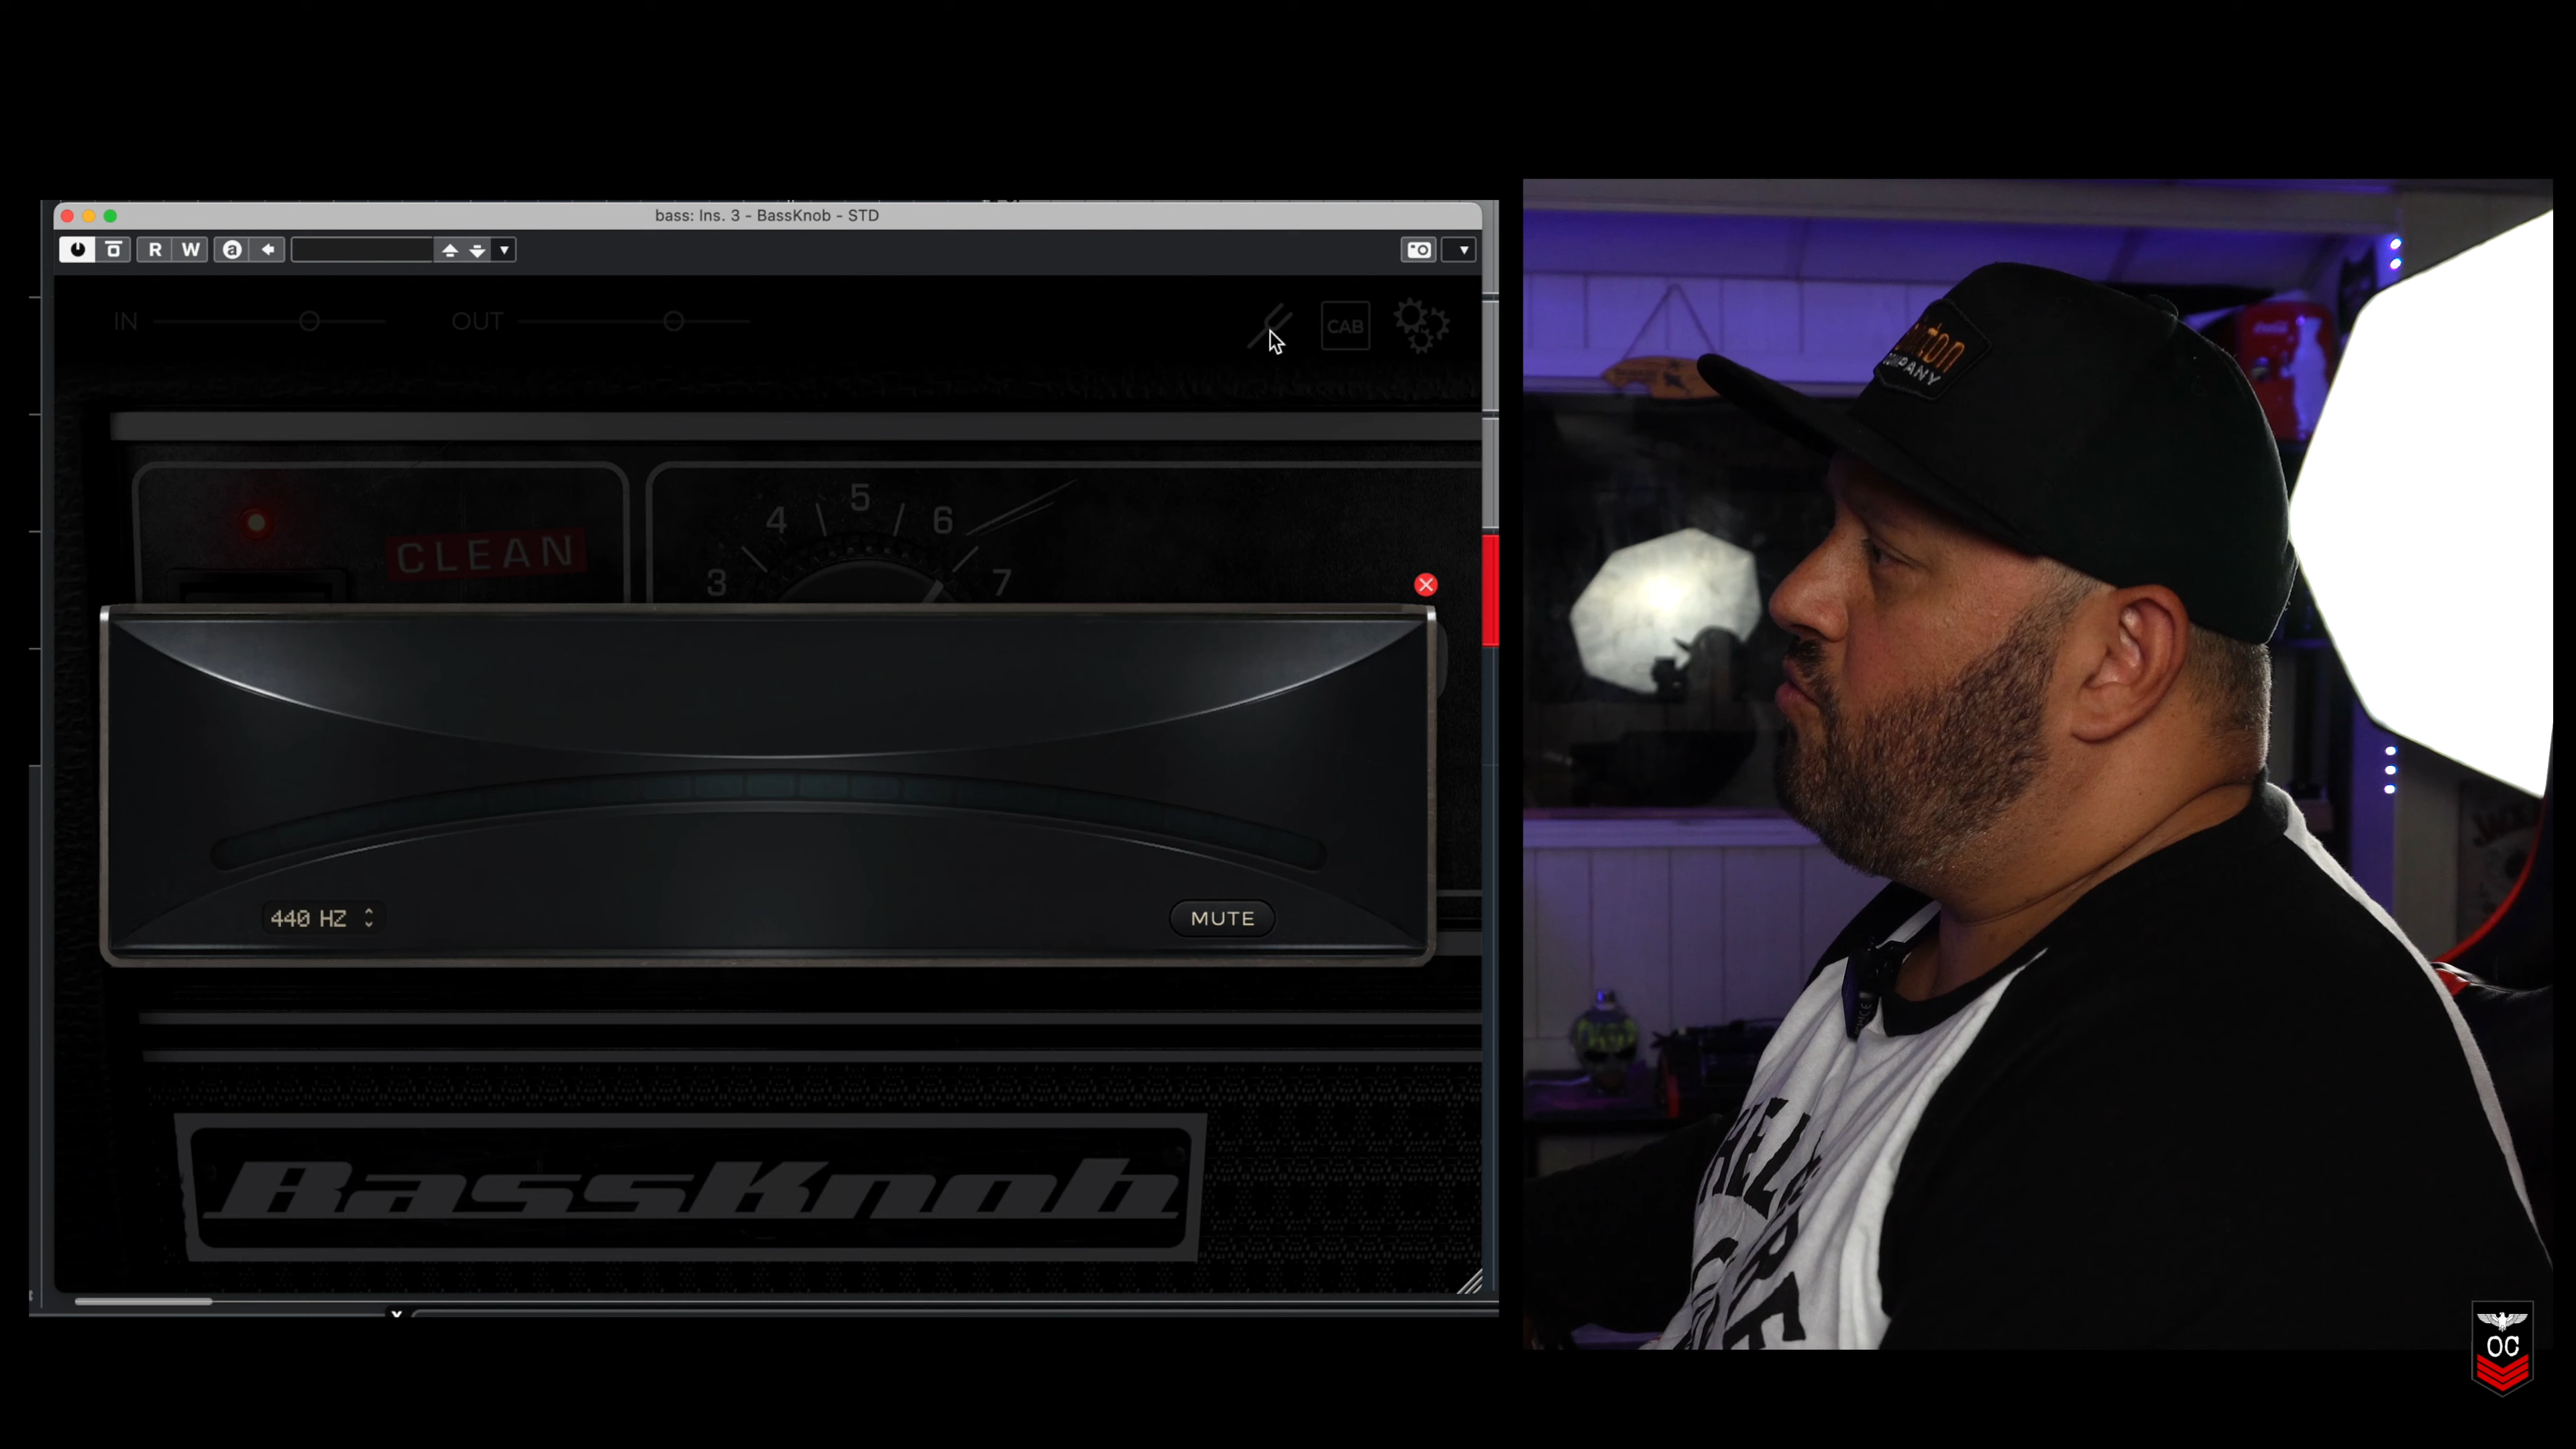 bass: Ins. 3 - BassKnob - STD
R W a
IN OUT CAB
CLEAN
3 4 5 6 7
440 HZ MUTE
BassKnob
COMPANY
OC